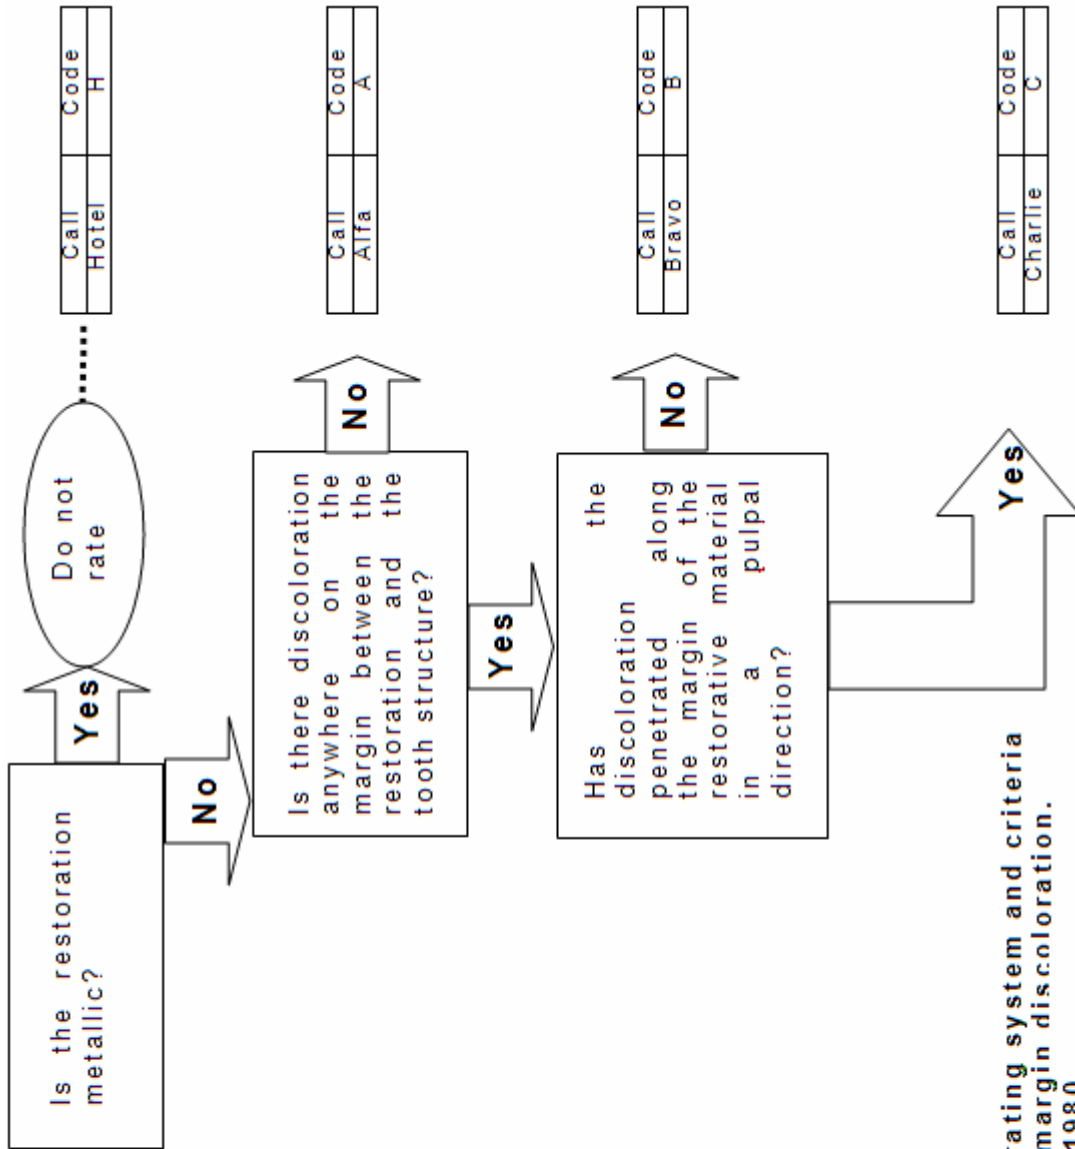 Is the restoration
metallic?
Yes
Do not
rate
Call Code
Hotel H
No
Is there discoloration
anywhere on the
margin between the
restoration and the
tooth structure?
No
Call Code
Alfa A
Yes
Has the
discoloration
penetrated along
the margin of the
restorative material
in a pulpal
direction?
No
Call Code
Bravo B
Yes
Call Code
Charlie C
rating system and criteria
margin discoloration.
1980